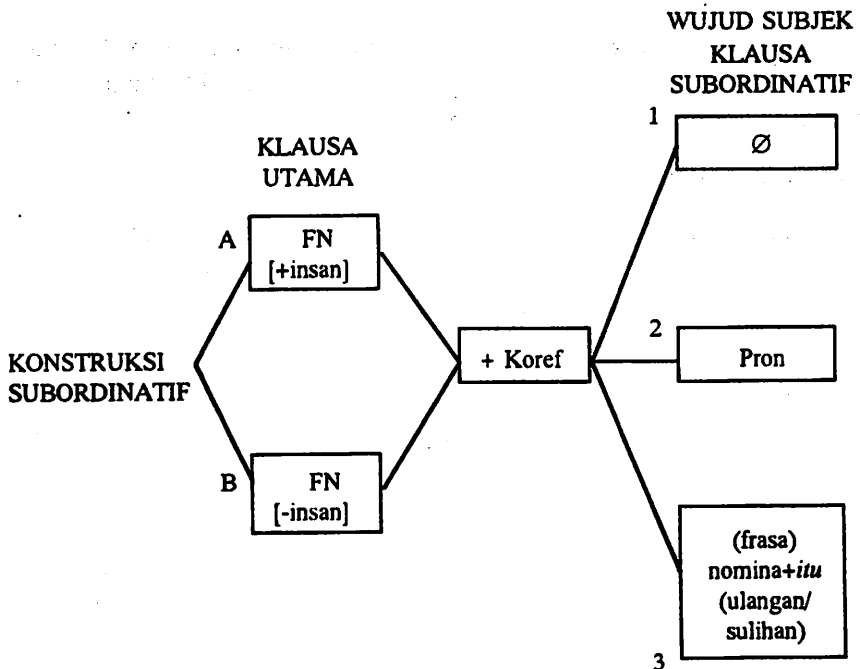 WUJUD SUBJEK
KLAUSA
SUBORDINATIF
1
Ø
KLAUSA
UTAMA
A
FN
[+insan]
2
KONSTRUKSI
SUBORDINATIF
+ Koref
Pron
B
FN
[-insan]
(frasa)
nomina+itu
(ulangan/
sulihan)
3